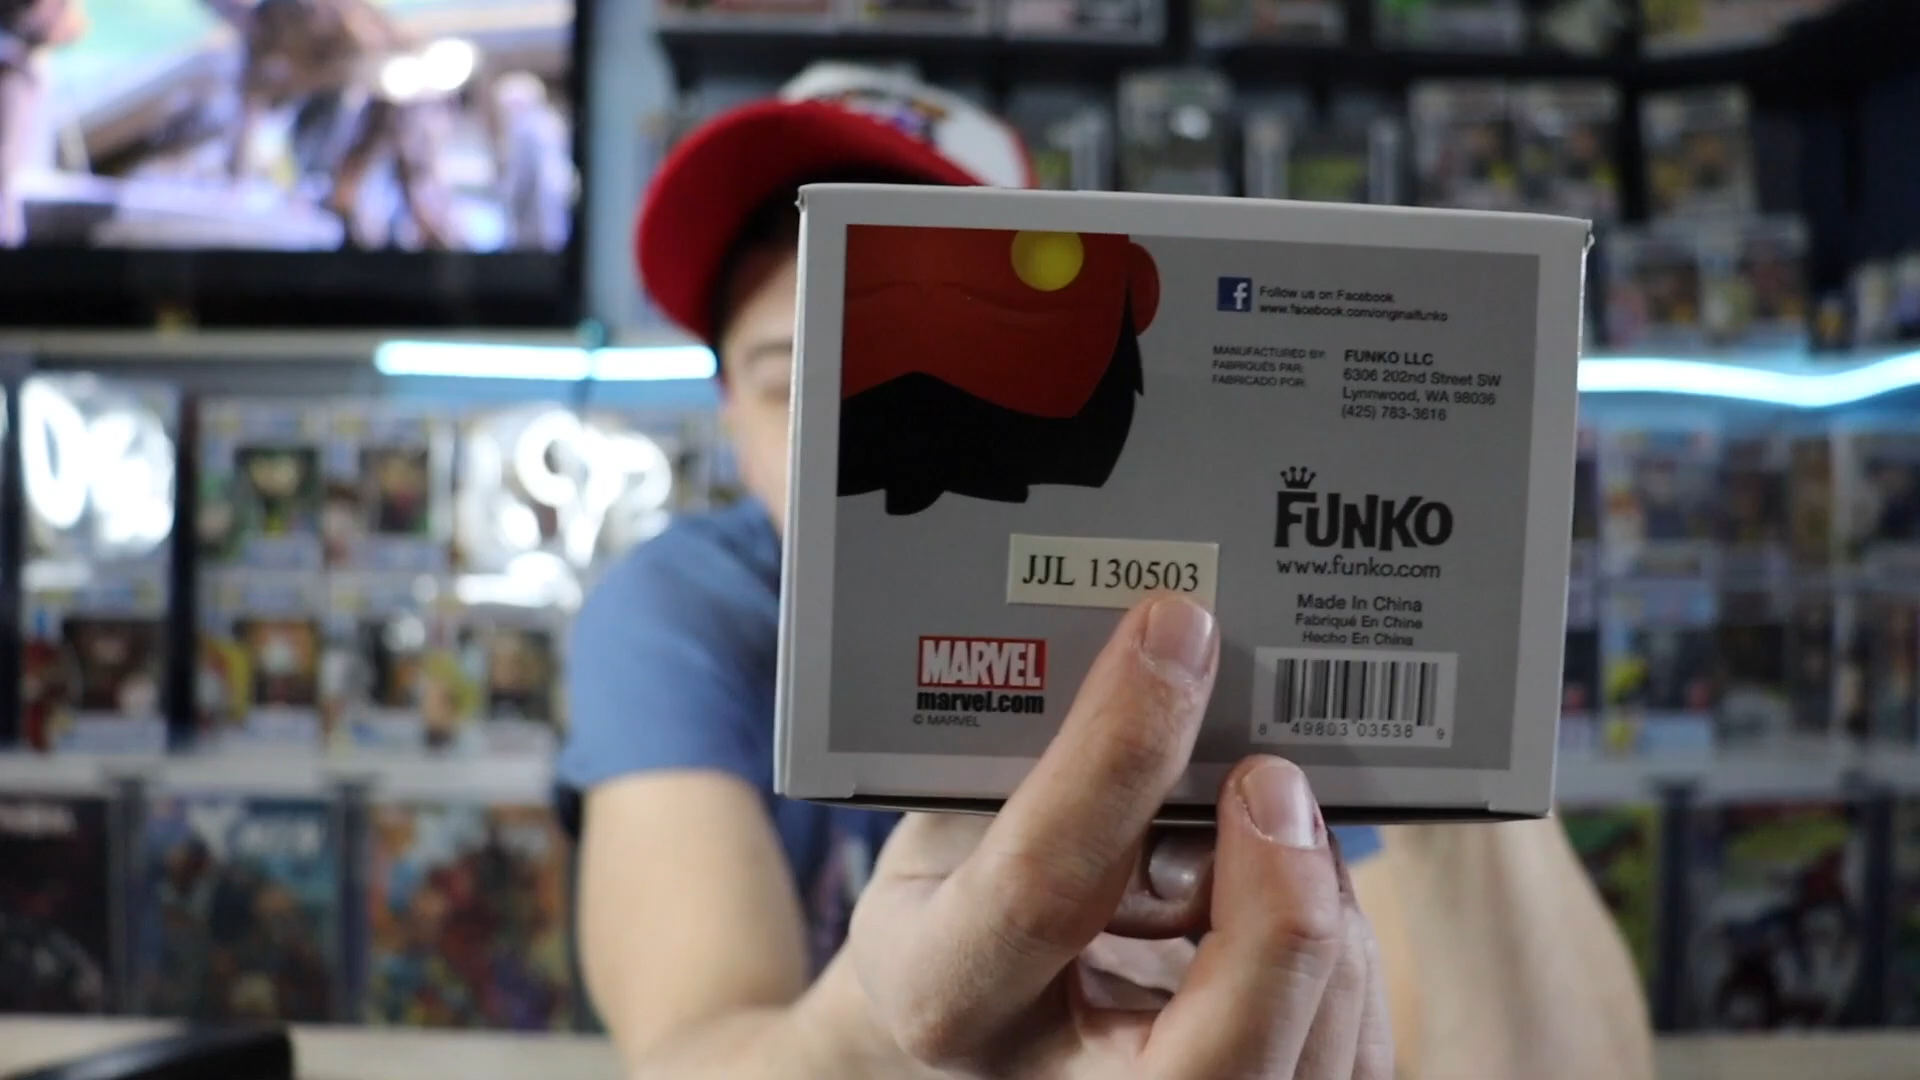 Follow us on Facebook
www.facebook.com/originalfunko
MANUFACTURED BY:
FABRIQUÉS PAR:
FABRICADO POR:
FUNKO LLC
6306 202nd Street SW
Lynnwood, WA 98036
(425) 783-3616
FUNKO
www.funko.com
Made In China
Fabriqué En Chine
Hecho En China
JJL 130503
MARVEL
marvel.com
© MARVEL
8 49803 03538 9